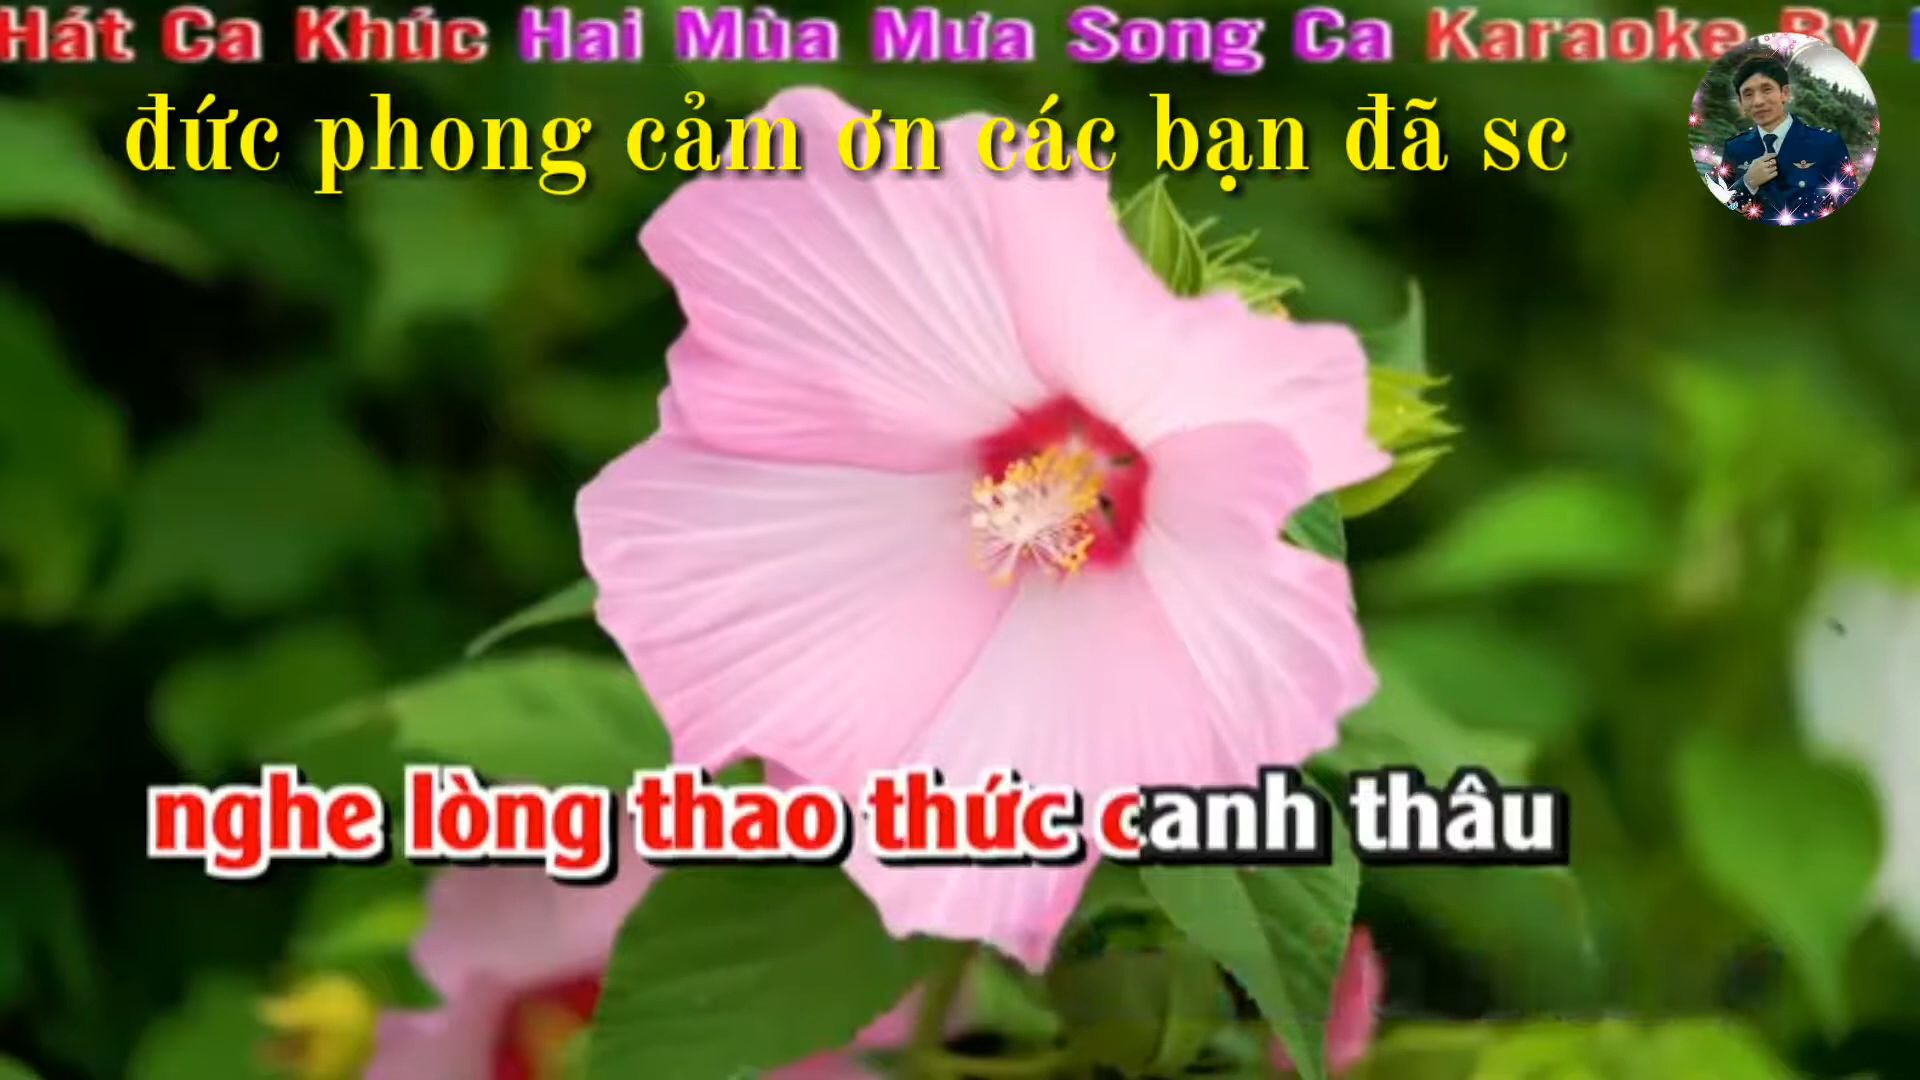 Hát Ca Khúc Hai Mùa Mưa Song Ca Karaoke By
đức phong cảm ơn các bạn đã sc
nghe lòng thao thức canh thâu